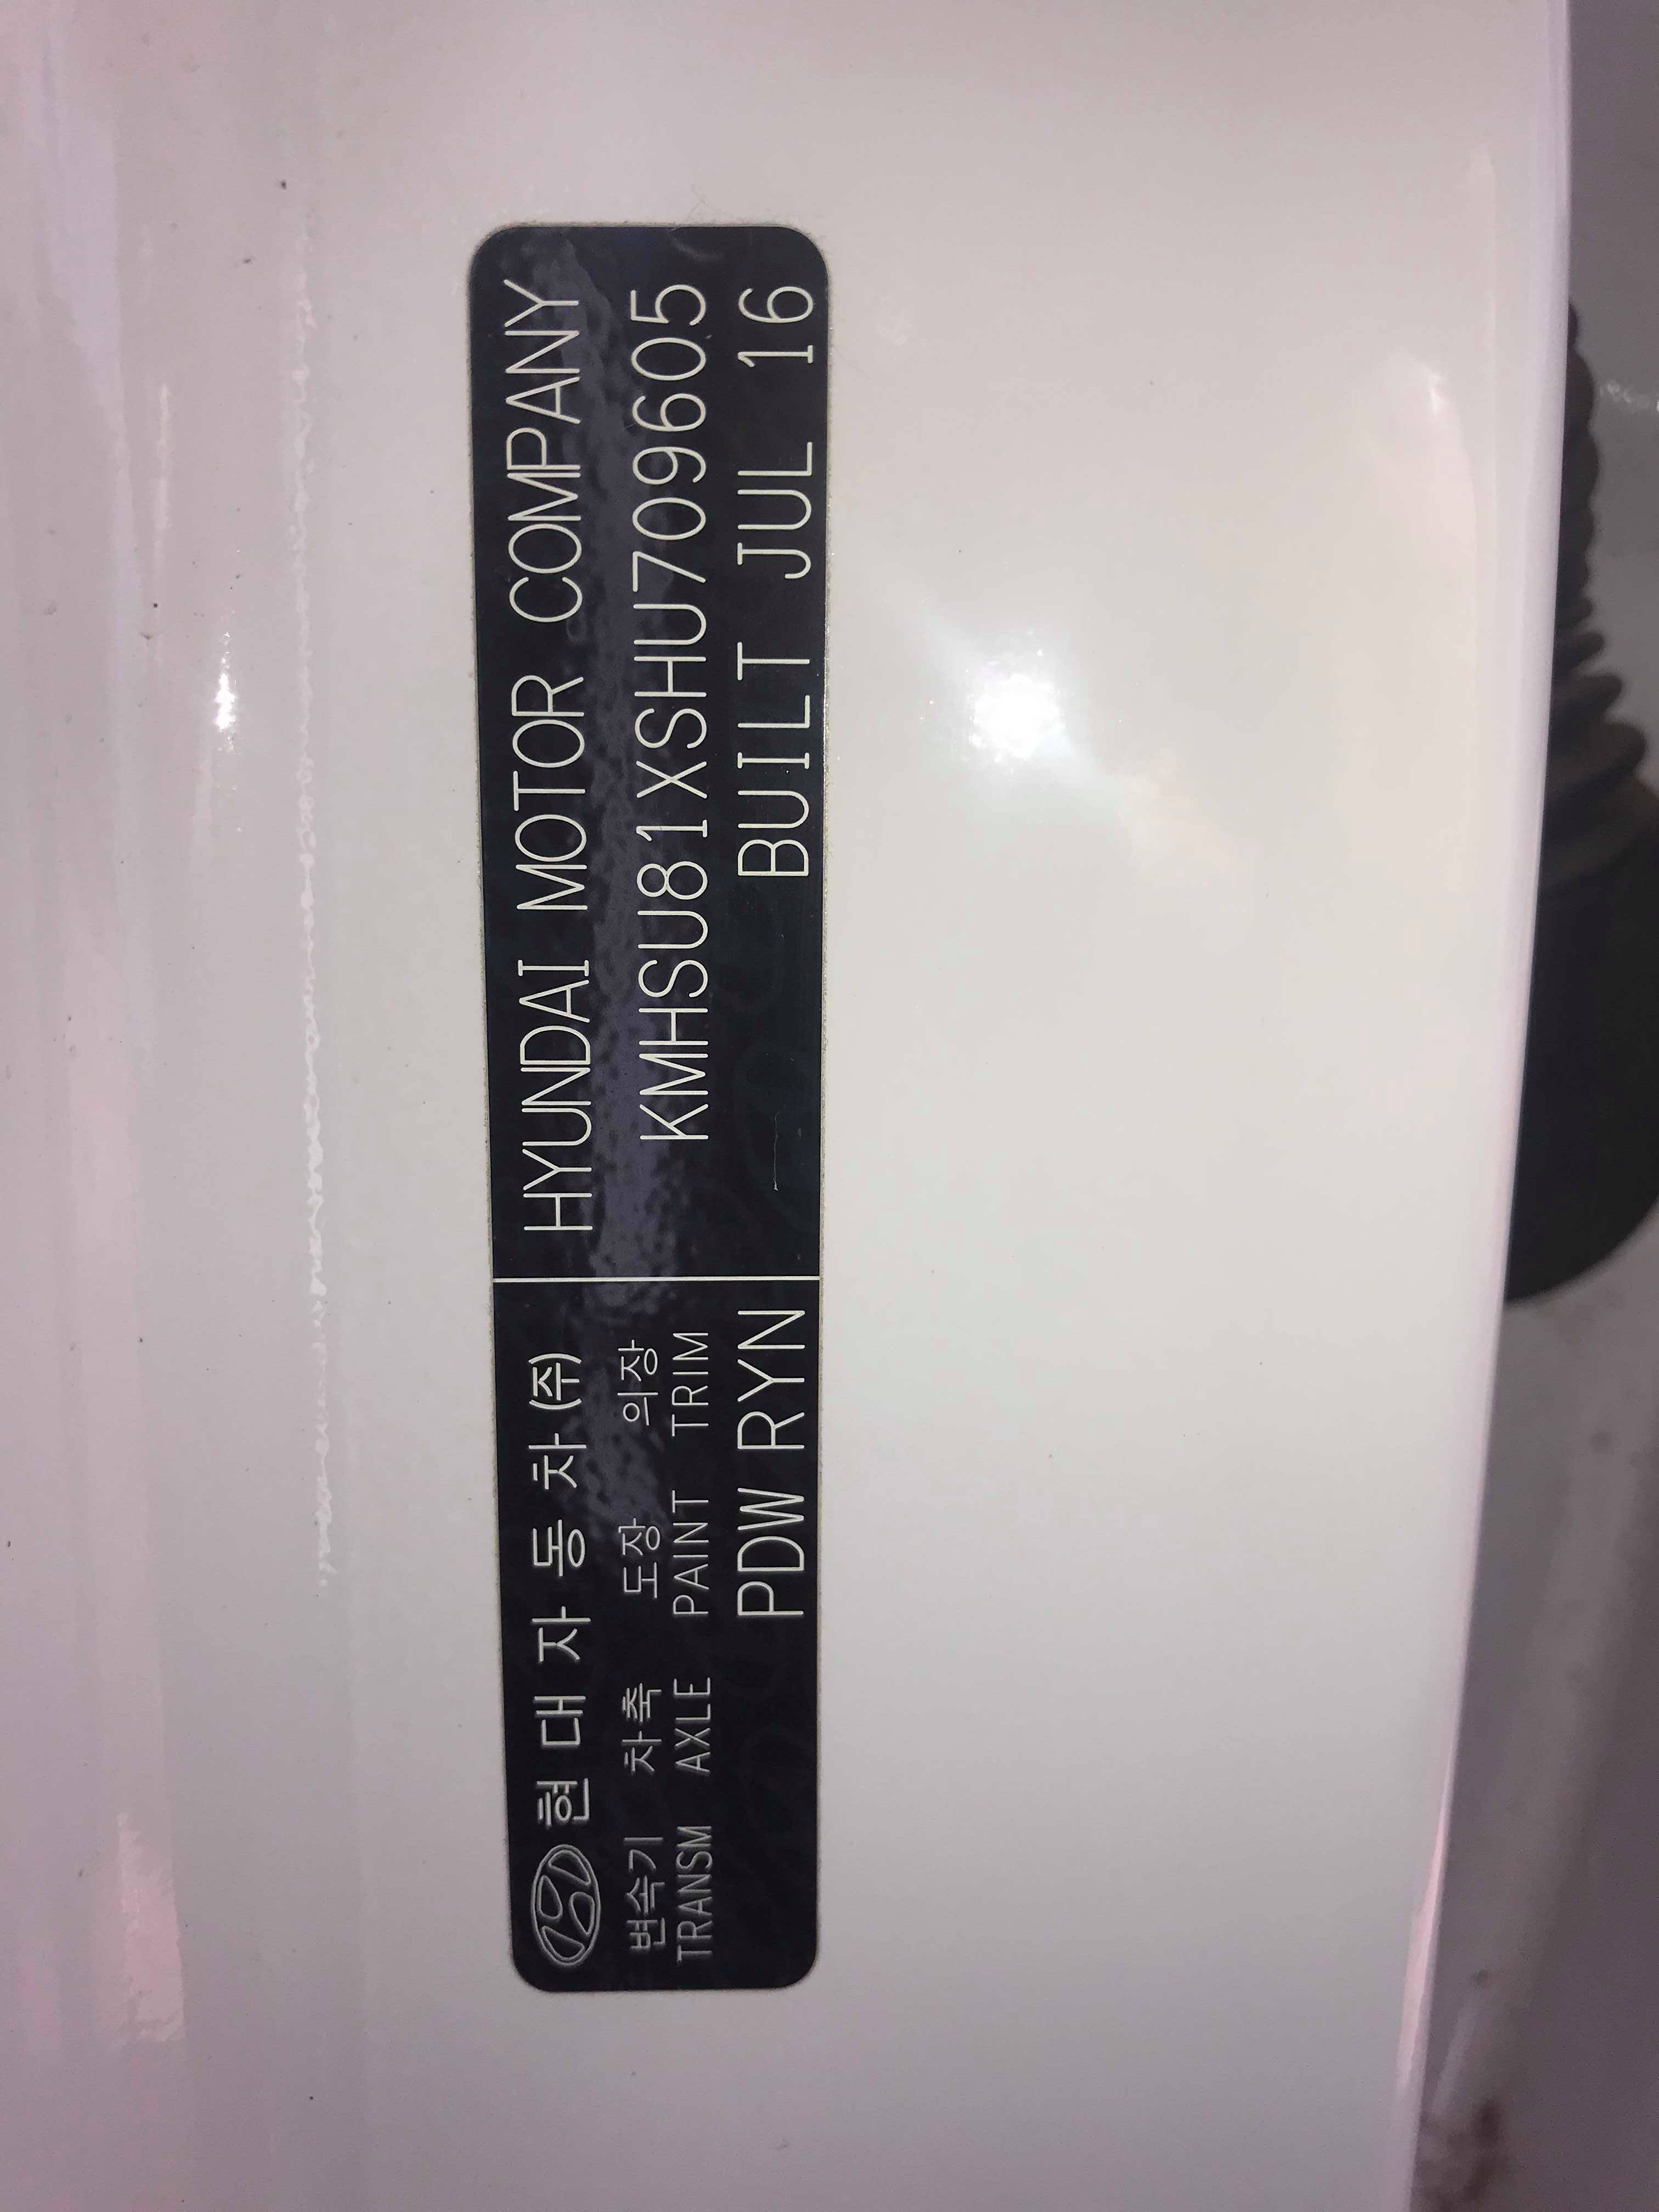 현대자동차(주) HYUNDAI MOTOR COMPANY
변속기 차축 도장 의장 KMHSU81XSHU709605
TRANSM AXLE PAINT TRIM
PDW RYN BUILT JUL 16